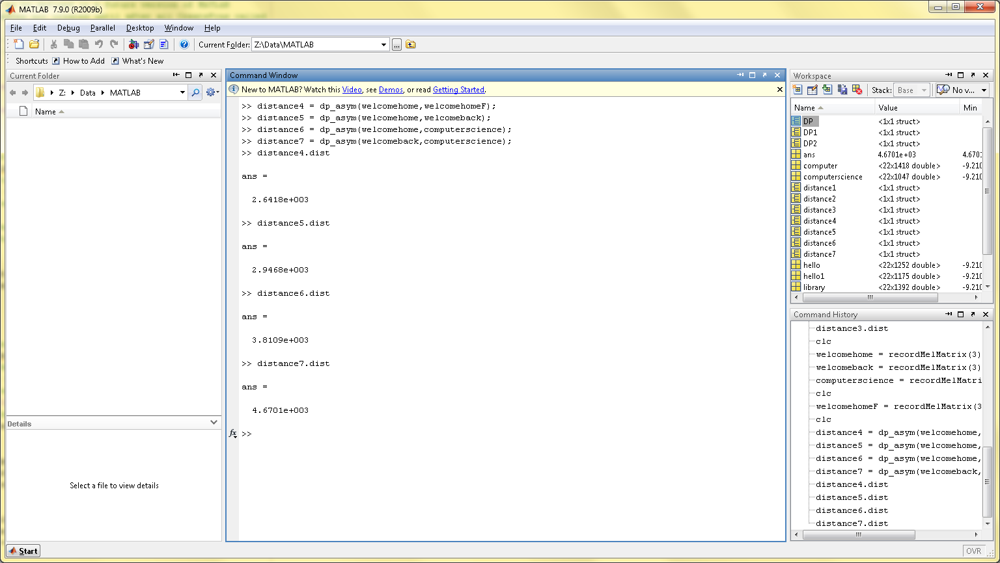 MATLAB 7.9.0 (R2009b)
File Edit Debug Parallel Desktop Window Help
Current Folder: Z:\Data\MATLAB
Shortcuts How to Add What's New
Current Folder
Z: Data MATLAB
Name
Details
Select a file to view details
Command Window
New to MATLAB? Watch this Video, see Demos, or read Getting Started.
>> distance4 = dp_asym(welcomehome,welcomehomeF);
>> distance5 = dp_asym(welcomehome,welcomeback);
>> distance6 = dp_asym(welcomehome,computerscience);
>> distance7 = dp_asym(welcomeback,computerscience);
>> distance4.dist
ans =
2.6418e+003
>> distance5.dist
ans =
2.9468e+003
>> distance6.dist
ans =
3.8109e+003
>> distance7.dist
ans =
4.6701e+003
fx >>
Workspace
Stack: Base No v...
Name Value Min
DP <1x1 struct>
DP1 <1x1 struct>
DP2 <1x1 struct>
ans 4.6701e+03 4.6701
computer <22x1418 double> -9.210
computerscience <22x1047 double> -9.210
distance1 <1x1 struct>
distance2 <1x1 struct>
distance3 <1x1 struct>
distance4 <1x1 struct>
distance5 <1x1 struct>
distance6 <1x1 struct>
distance7 <1x1 struct>
hello <22x1252 double> -9.210
hello1 <22x1175 double> -9.210
library <22x1392 double> -9.210
Command History
distance3.dist
clc
welcomehome = recordMelMatrix(3)
welcomeback = recordMelMatrix(3)
computerscience = recordMelMatri
clc
welcomehomeF = recordMelMatrix(3
clc
distance4 = dp_asym(welcomehome,
distance5 = dp_asym(welcomehome,
distance6 = dp_asym(welcomehome,
distance7 = dp_asym(welcomeback,
distance4.dist
distance5.dist
distance6.dist
distance7.dist
Start
OVR